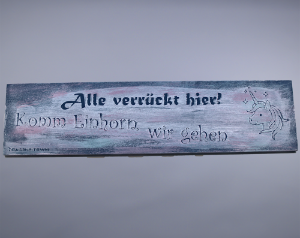 Alle verrückt hier!
Komm Einhorn, wir gehen